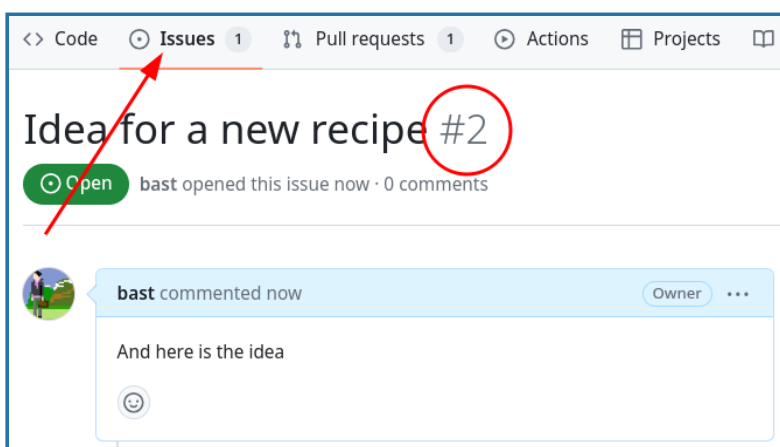 <> Code Issues 1 Pull requests 1 Actions Projects
Idea for a new recipe #2
Open bast opened this issue now · 0 comments
bast commented now Owner ...
And here is the idea